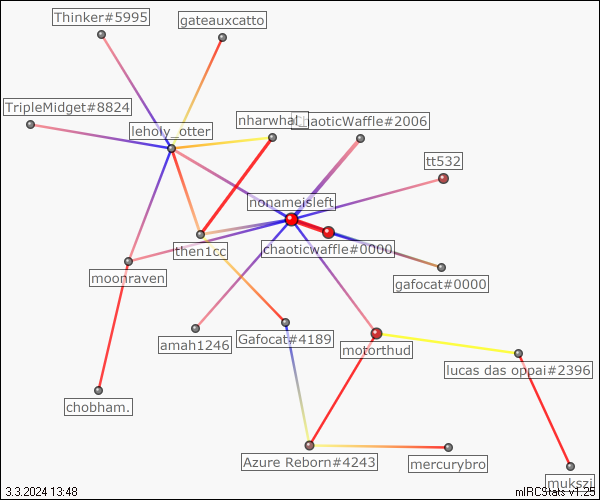 Thinker#5995
gateauxcatto
TripleMidget#8824
leholy_otter
nharwhal_
chaoticWaffle#2006
tt532
nonameisleft
then1cc
chaoticwaffle#0000
moonraven
gafocat#0000
amah1246
Gafocat#4189
motorthud
lucas das oppai#2396
chobham.
Azure Reborn#4243
mercurybro
mukszi
3.3.2024 13:48
mIRCStats v1.25